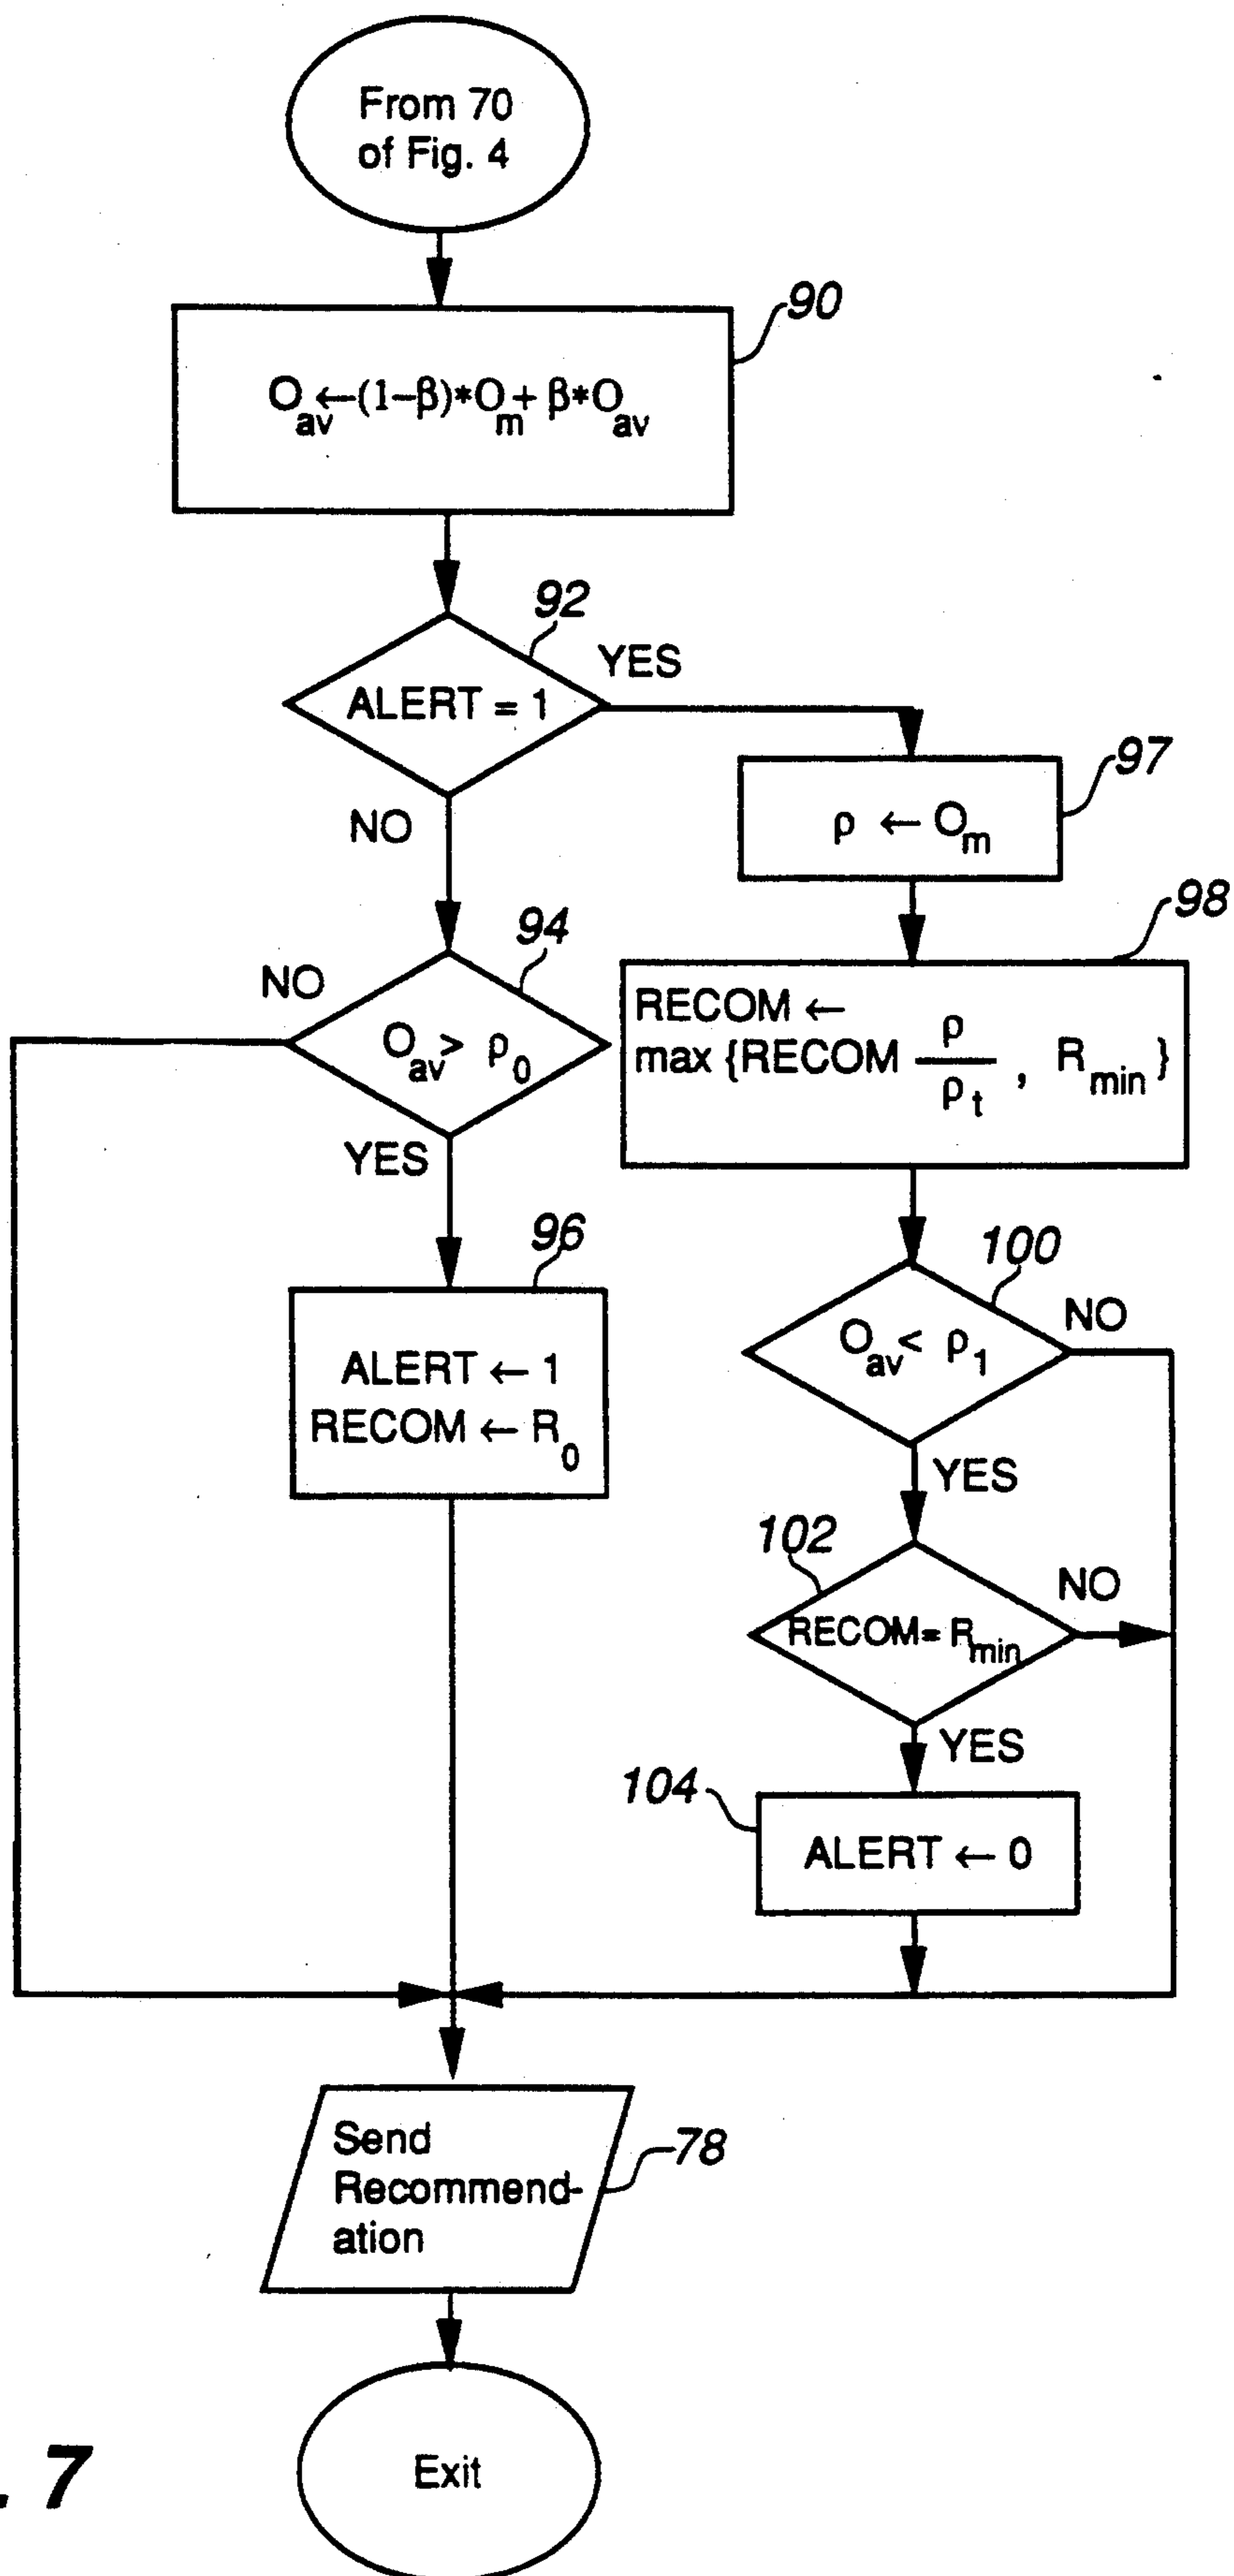 From 70
of Fig. 4
90
O_av ← (1−β)*O_m + β*O_av
92
YES
ALERT = 1
97
NO
ρ ← O_m
98
94
NO
RECOM ←
max {RECOM ρ/ρ_t , R_min}
O_av > ρ_0
YES
96
100
NO
O_av < ρ_1
ALERT ← 1
RECOM ← R_0
YES
102
NO
RECOM = R_min
YES
104
ALERT ← 0
Send
Recommend-
ation
78
Exit
. 7